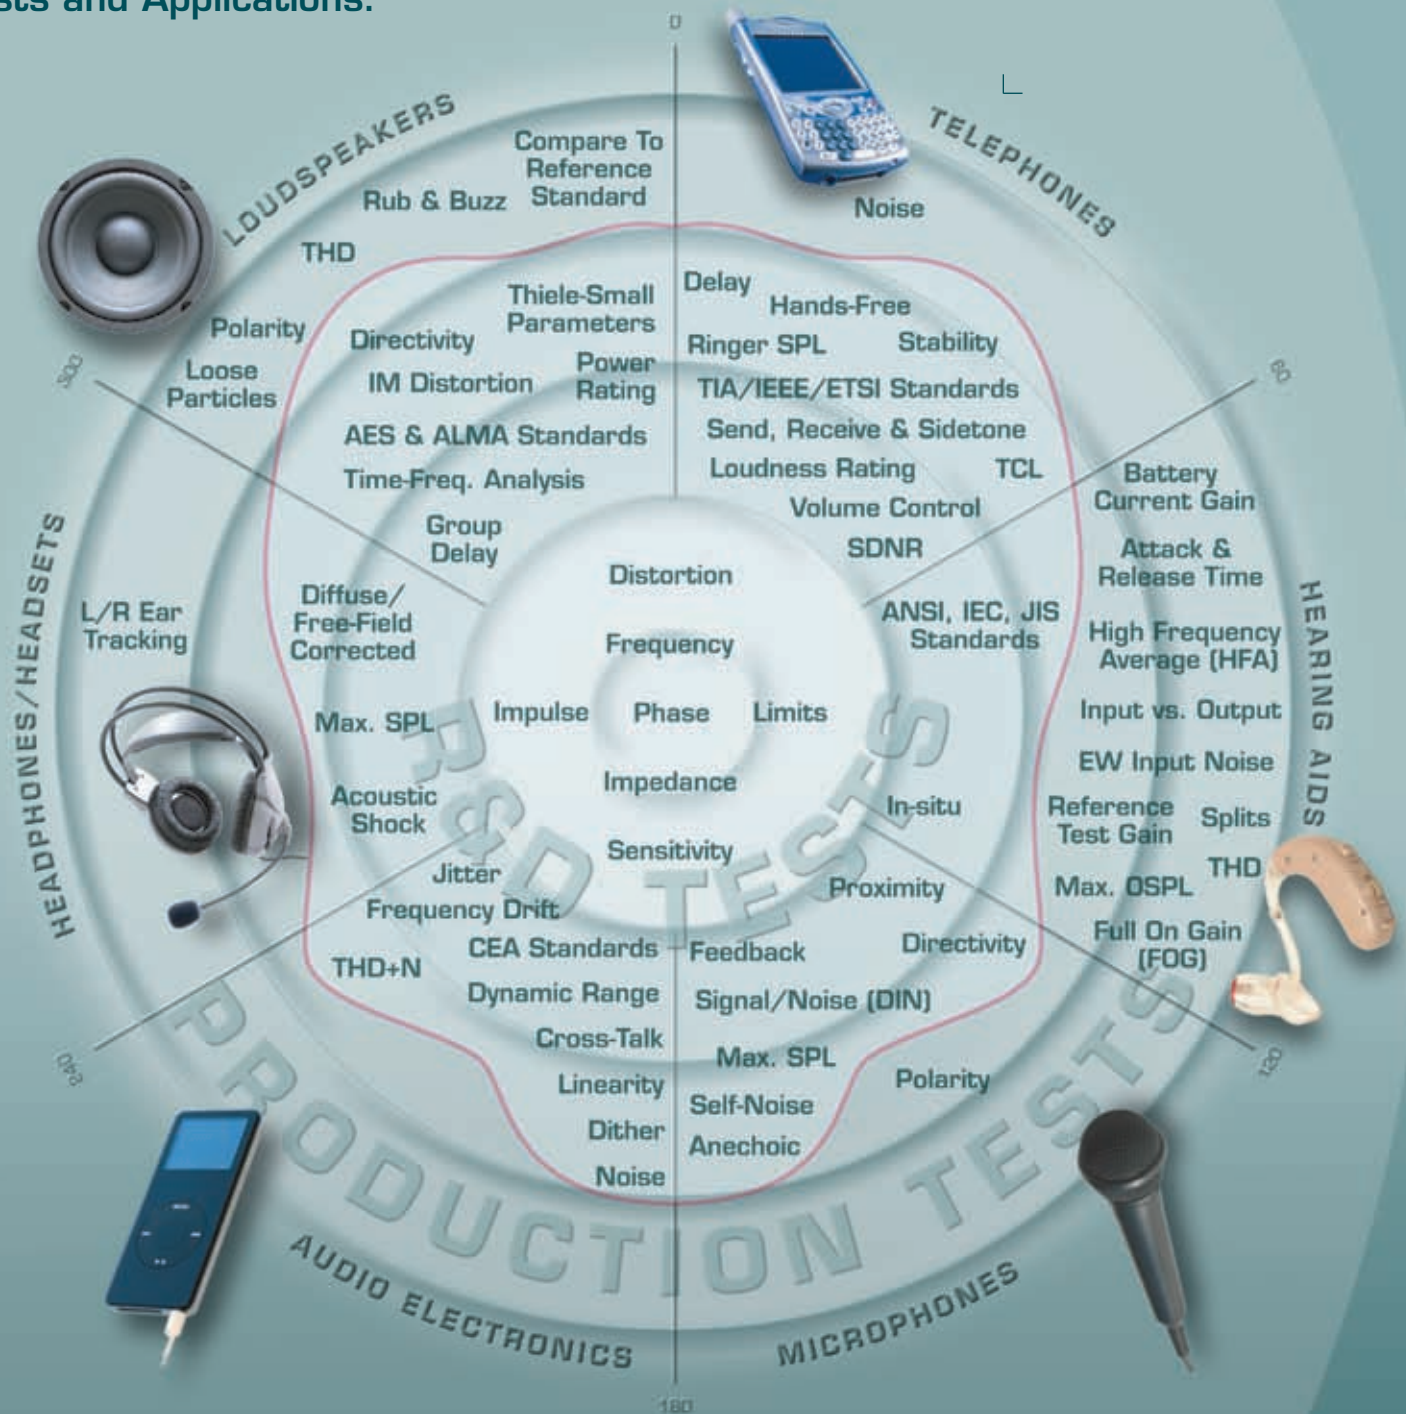 sts and Applications.
0
LOUDSPEAKERS
Compare To
Reference
Standard
Rub & Buzz
THD
Polarity
Loose
Particles
300
Thiele-Small
Parameters
Directivity
Power
Rating
IM Distortion
AES & ALMA Standards
Time-Freq. Analysis
Group
Delay
TELEPHONES
Noise
Delay
Hands-Free
Ringer SPL
Stability
TIA/IEEE/ETSI Standards
Send, Receive & Sidetone
Loudness Rating
TCL
Volume Control
SDNR
60
HEARING AIDS
Battery
Current Gain
Attack &
Release Time
ANSI, IEC, JIS
Standards
High Frequency
Average (HFA)
Input vs. Output
EW Input Noise
In-situ
Reference
Test Gain
Splits
THD
Max. OSPL
Full On Gain
(FOG)
120
HEADPHONES/HEADSETS
L/R Ear
Tracking
Diffuse/
Free-Field
Corrected
Max. SPL
Acoustic
Shock
240
Distortion
Frequency
Impulse
Phase
Limits
Impedance
Sensitivity
R&D TESTS
Jitter
Frequency Drift
CEA Standards
THD+N
Dynamic Range
Cross-Talk
Linearity
Dither
Noise
AUDIO ELECTRONICS
Proximity
Feedback
Directivity
Signal/Noise (DIN)
Max. SPL
Polarity
Self-Noise
Anechoic
MICROPHONES
PRODUCTION TESTS
180